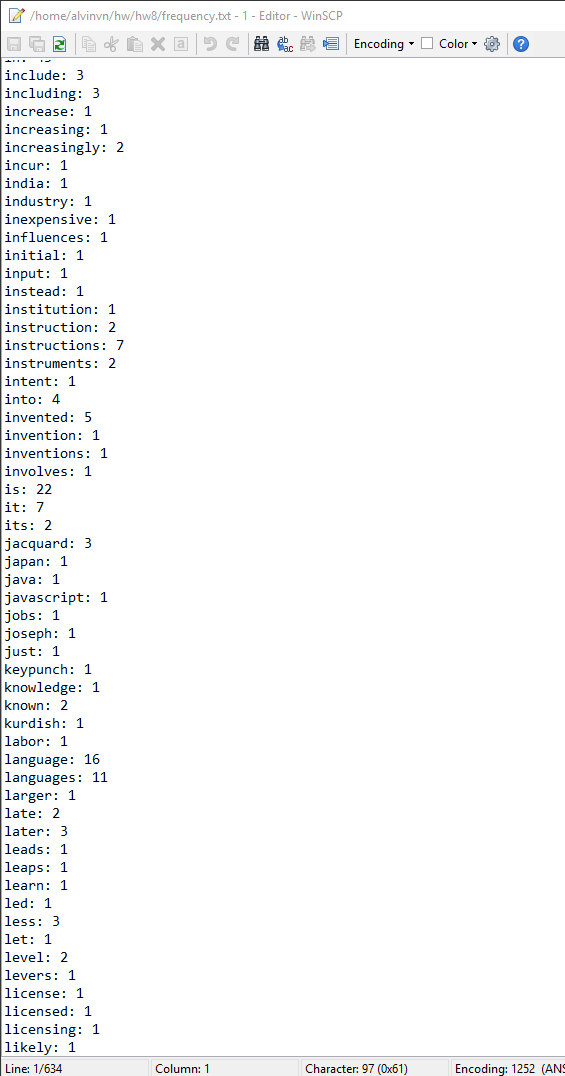 /home/alvinvn/hw/hw8/frequency.txt - 1 - Editor - WinSCP
Encoding Color
include: 3
including: 3
increase: 1
increasing: 1
increasingly: 2
incur: 1
india: 1
industry: 1
inexpensive: 1
influences: 1
initial: 1
input: 1
instead: 1
institution: 1
instruction: 2
instructions: 7
instruments: 2
intent: 1
into: 4
invented: 5
invention: 1
inventions: 1
involves: 1
is: 22
it: 7
its: 2
jacquard: 3
japan: 1
java: 1
javascript: 1
jobs: 1
joseph: 1
just: 1
keypunch: 1
knowledge: 1
known: 2
kurdish: 1
labor: 1
language: 16
languages: 11
larger: 1
late: 2
later: 3
leads: 1
leaps: 1
learn: 1
led: 1
less: 3
let: 1
level: 2
levers: 1
license: 1
licensed: 1
licensing: 1
likely: 1
Line: 1/634 Column: 1 Character: 97 (0x61) Encoding: 1252 (ANS